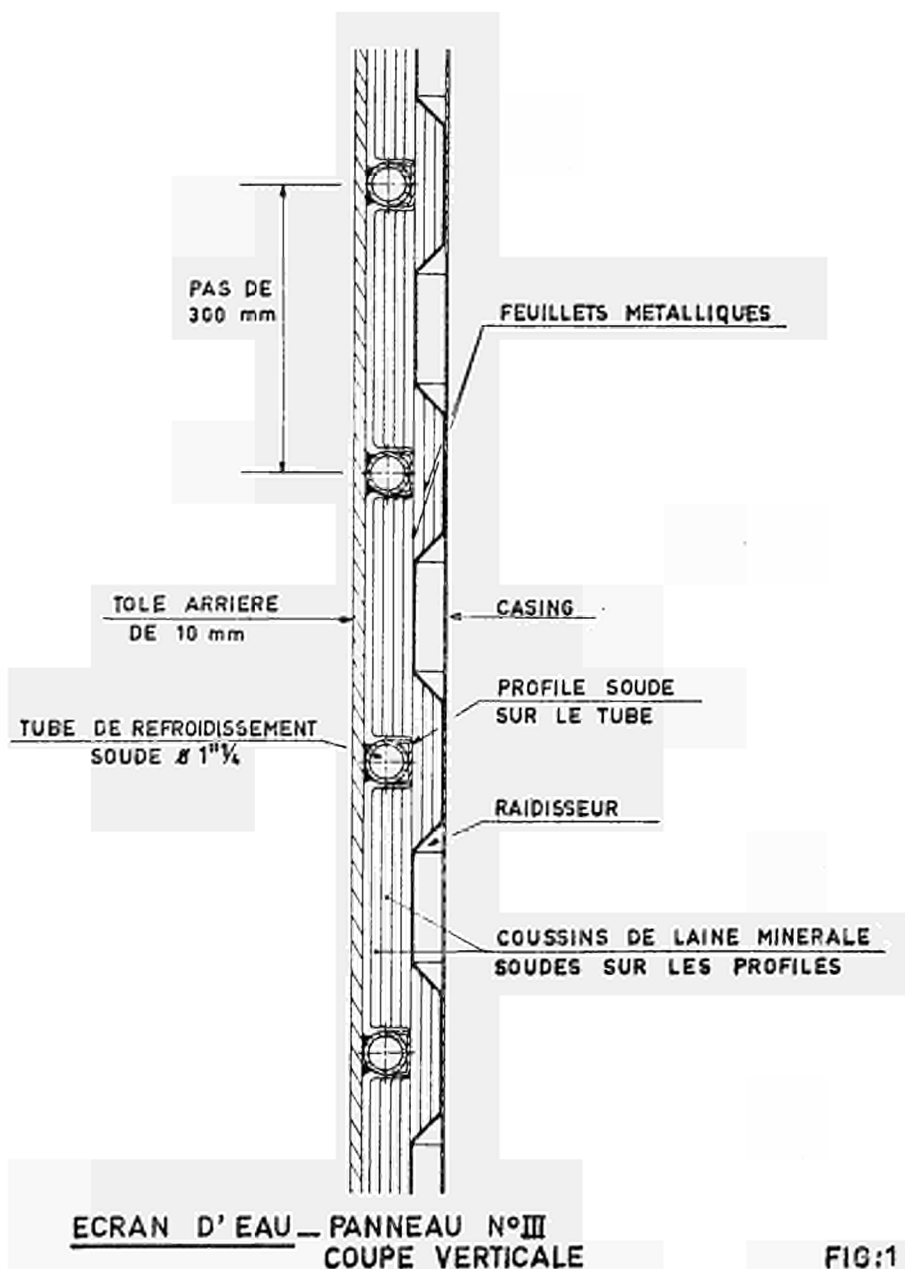 PAS DE
300 mm
FEUILLETS METALLIQUES
TOLE ARRIERE
DE 10 mm
CASING
PROFILE SOUDE
SUR LE TUBE
TUBE DE REFROIDISSEMENT
SOUDE ø 1"¼
RAIDISSEUR
COUSSINS DE LAINE MINERALE
SOUDES SUR LES PROFILES
ECRAN D'EAU _ PANNEAU N° III
COUPE VERTICALE
FIG:1